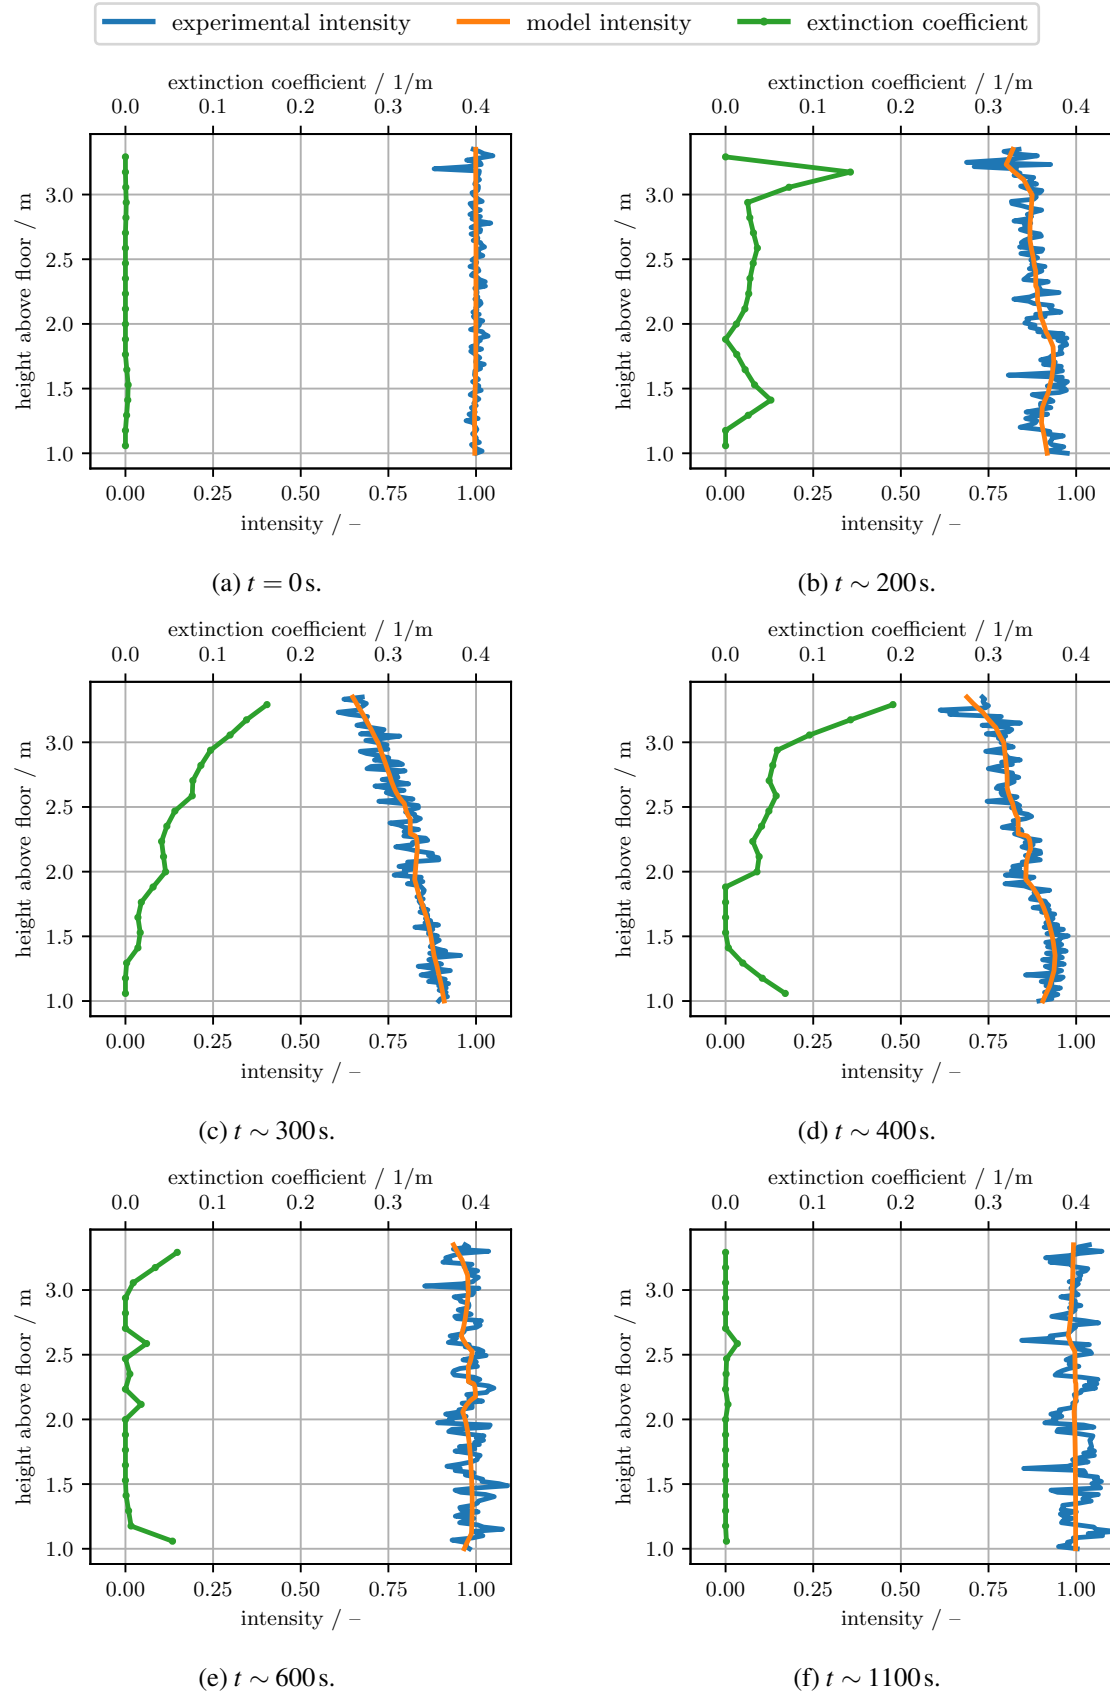 experimental intensity model intensity extinction coefficient
extinction coefficient / 1/m
0.0 0.1 0.2 0.3 0.4
height above floor / m
3.0
2.5
2.0
1.5
1.0
0.00 0.25 0.50 0.75 1.00
intensity / –
(a) t = 0 s.
extinction coefficient / 1/m
0.0 0.1 0.2 0.3 0.4
height above floor / m
3.0
2.5
2.0
1.5
1.0
0.00 0.25 0.50 0.75 1.00
intensity / –
(b) t ∼ 200 s.
extinction coefficient / 1/m
0.0 0.1 0.2 0.3 0.4
height above floor / m
3.0
2.5
2.0
1.5
1.0
0.00 0.25 0.50 0.75 1.00
intensity / –
(c) t ∼ 300 s.
extinction coefficient / 1/m
0.0 0.1 0.2 0.3 0.4
height above floor / m
3.0
2.5
2.0
1.5
1.0
0.00 0.25 0.50 0.75 1.00
intensity / –
(d) t ∼ 400 s.
extinction coefficient / 1/m
0.0 0.1 0.2 0.3 0.4
height above floor / m
3.0
2.5
2.0
1.5
1.0
0.00 0.25 0.50 0.75 1.00
intensity / –
(e) t ∼ 600 s.
extinction coefficient / 1/m
0.0 0.1 0.2 0.3 0.4
height above floor / m
3.0
2.5
2.0
1.5
1.0
0.00 0.25 0.50 0.75 1.00
intensity / –
(f) t ∼ 1100 s.